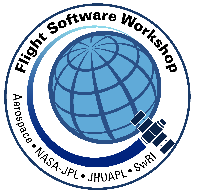 Flight Software Workshop
Aerospace • NASA-JPL • JHUAPL • SwRI